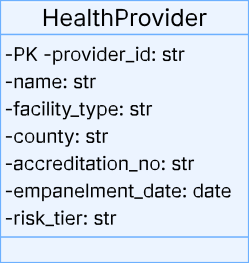 HealthProvider
-PK -provider_id: str
-name: str
-facility_type: str
-county: str
-accreditation_no: str
-empanelment_date: date
-risk_tier: str